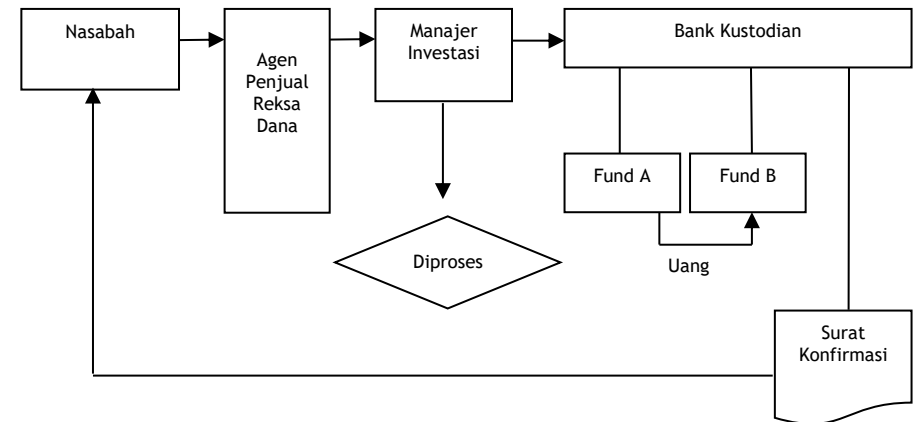 Nasabah
Agen
Penjual
Reksa
Dana
Manajer
Investasi
Bank Kustodian
Fund A
Fund B
Uang
Diproses
Surat
Konfirmasi